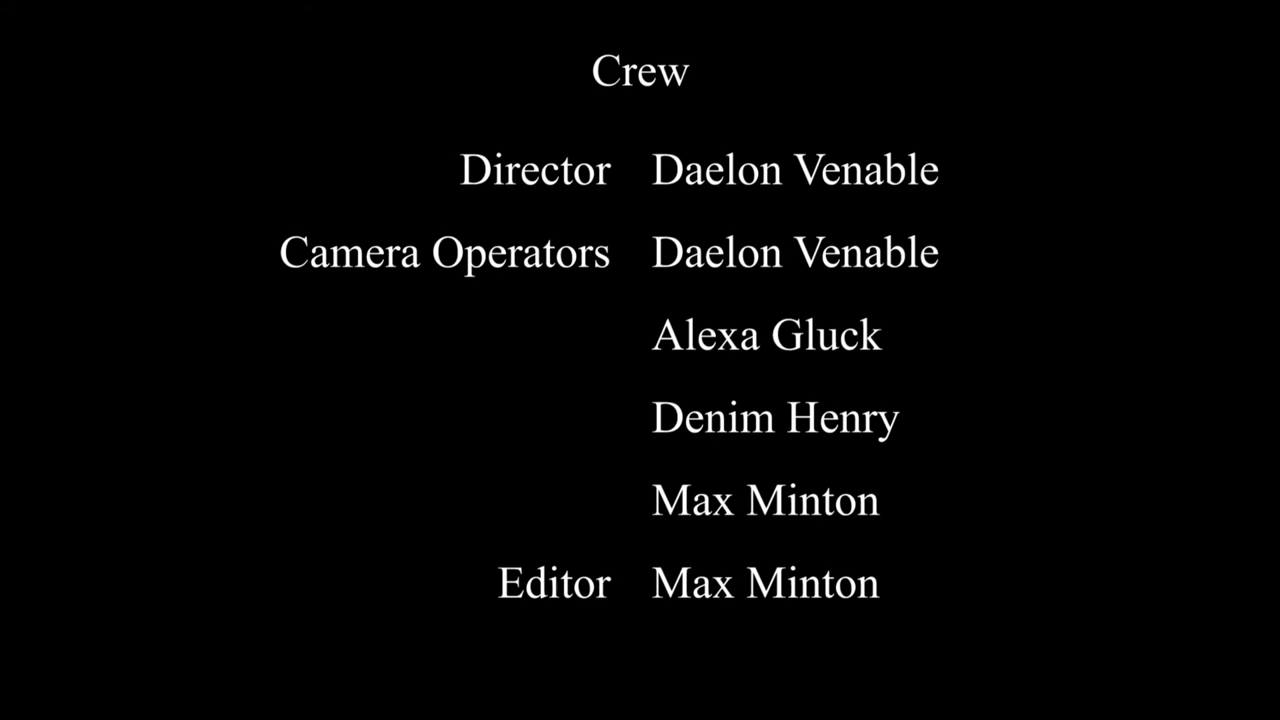 Crew
Director Daelon Venable
Camera Operators Daelon Venable
Alexa Gluck
Denim Henry
Max Minton
Editor Max Minton